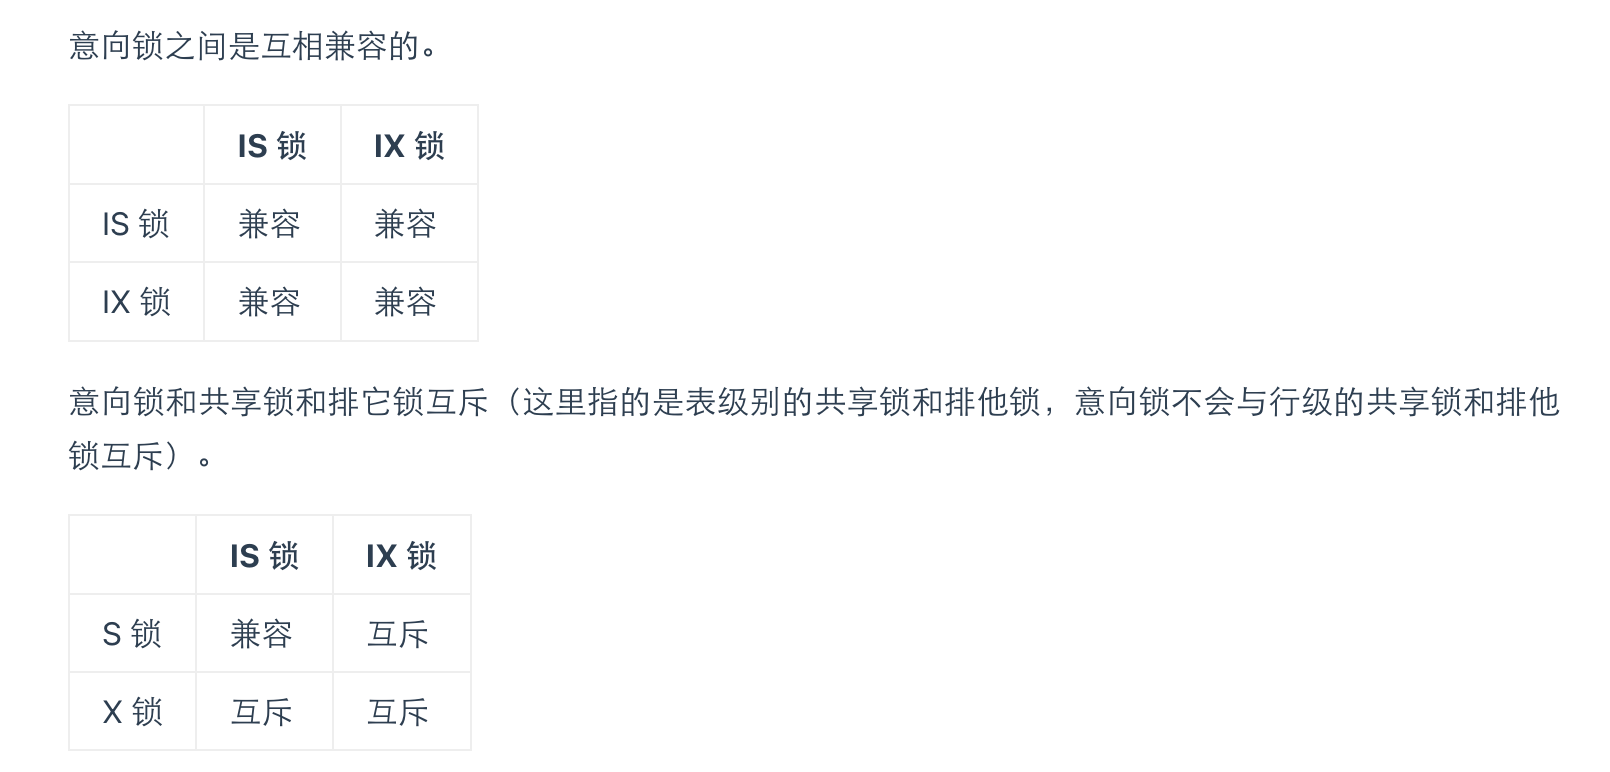 意向锁之间是互相兼容的。
IS 锁 IX 锁
IS 锁 兼容 兼容
IX 锁 兼容 兼容
意向锁和共享锁和排它锁互斥（这里指的是表级别的共享锁和排他锁，意向锁不会与行级的共享锁和排他
锁互斥）。
IS 锁 IX 锁
S 锁 兼容 互斥
X 锁 互斥 互斥